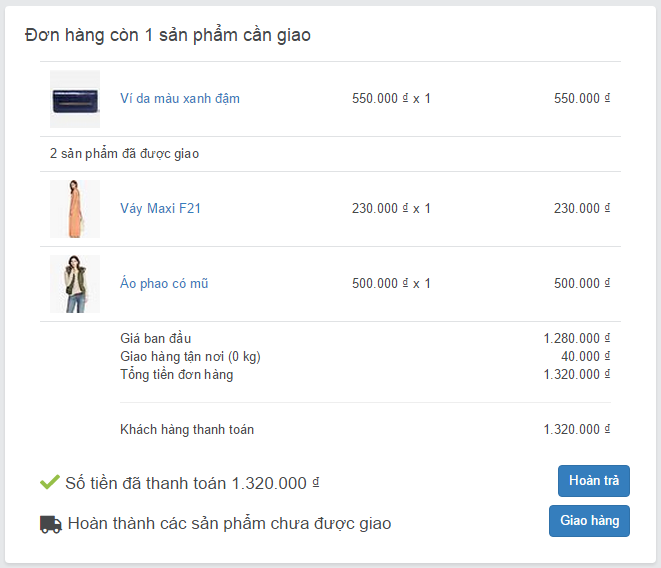 Đơn hàng còn 1 sản phẩm cần giao
Ví da màu xanh đậm 550.000 ₫ x 1 550.000 ₫
2 sản phẩm đã được giao
Váy Maxi F21 230.000 ₫ x 1 230.000 ₫
Áo phao có mũ 500.000 ₫ x 1 500.000 ₫
Giá ban đầu 1.280.000 ₫
Giao hàng tận nơi (0 kg) 40.000 ₫
Tổng tiền đơn hàng 1.320.000 ₫
Khách hàng thanh toán 1.320.000 ₫
Số tiền đã thanh toán 1.320.000 ₫ Hoàn trả
Hoàn thành các sản phẩm chưa được giao Giao hàng